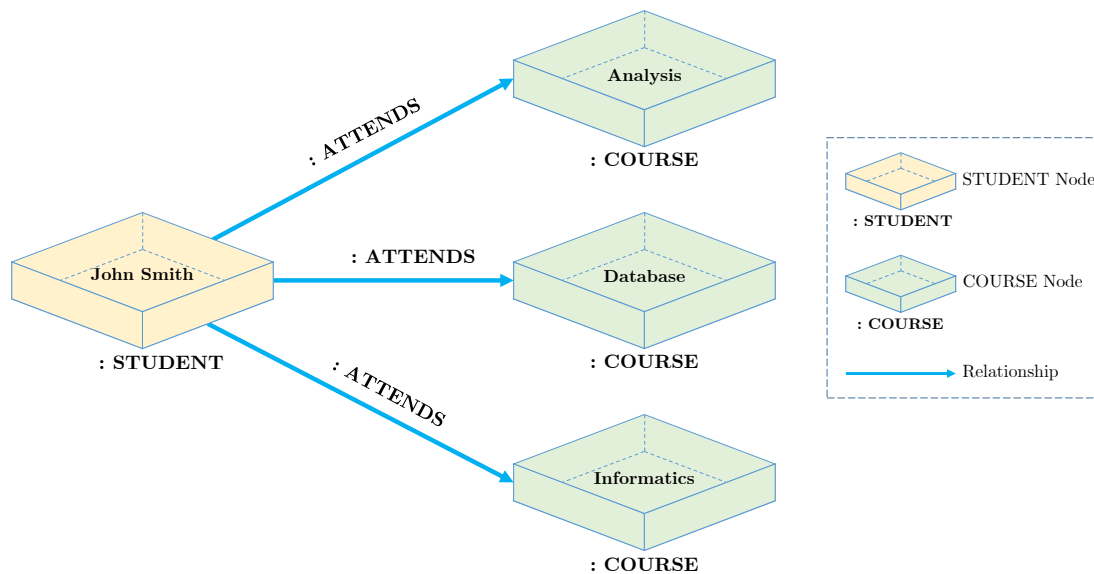 Analysis
: ATTENDS
: COURSE
STUDENT Node
: STUDENT
John Smith
: STUDENT
: ATTENDS
Database
: COURSE
COURSE Node
: COURSE
Relationship
: ATTENDS
Informatics
: COURSE